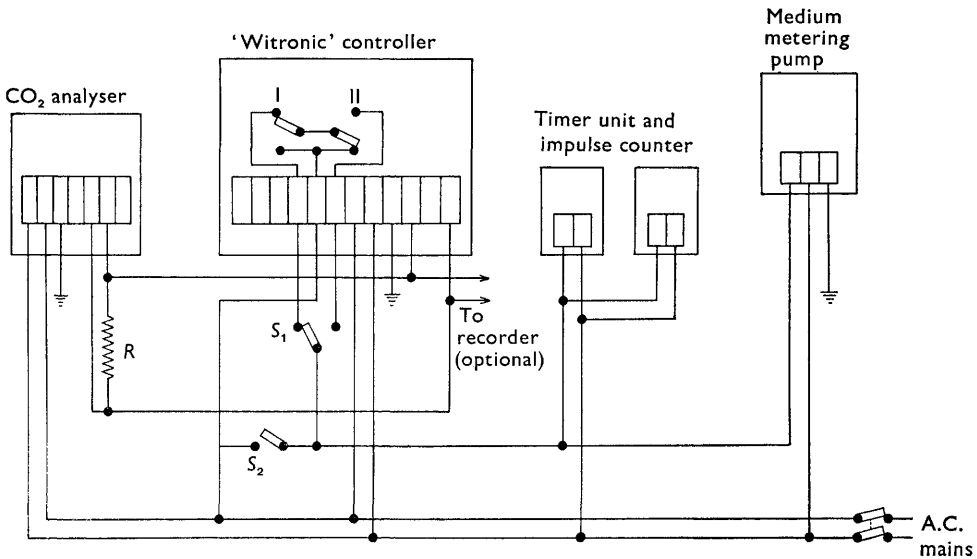 'Witronic' controller
Medium
metering
pump
CO₂ analyser
I
II
Timer unit and
impulse counter
S₁
R
To
recorder
(optional)
S₂
A.C.
mains